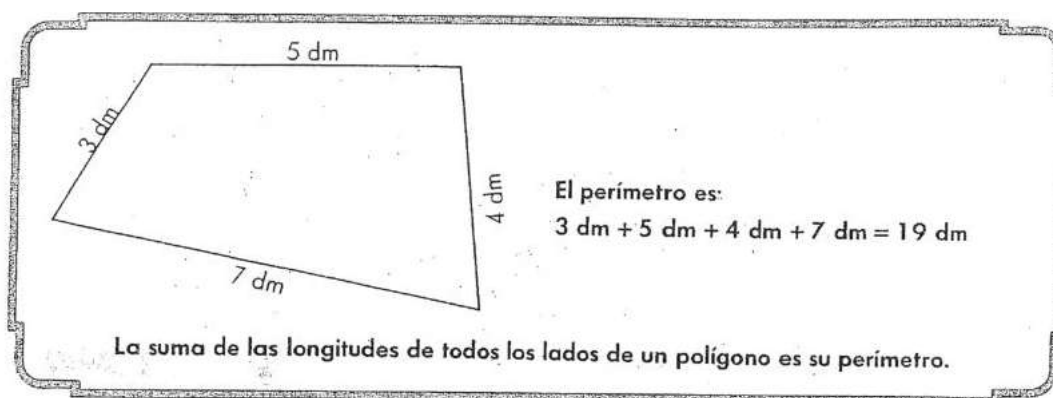 5 dm
3 dm
4 dm
El perímetro es:
3 dm + 5 dm + 4 dm + 7 dm = 19 dm
7 dm
La suma de las longitudes de todos los lados de un polígono es su perímetro.